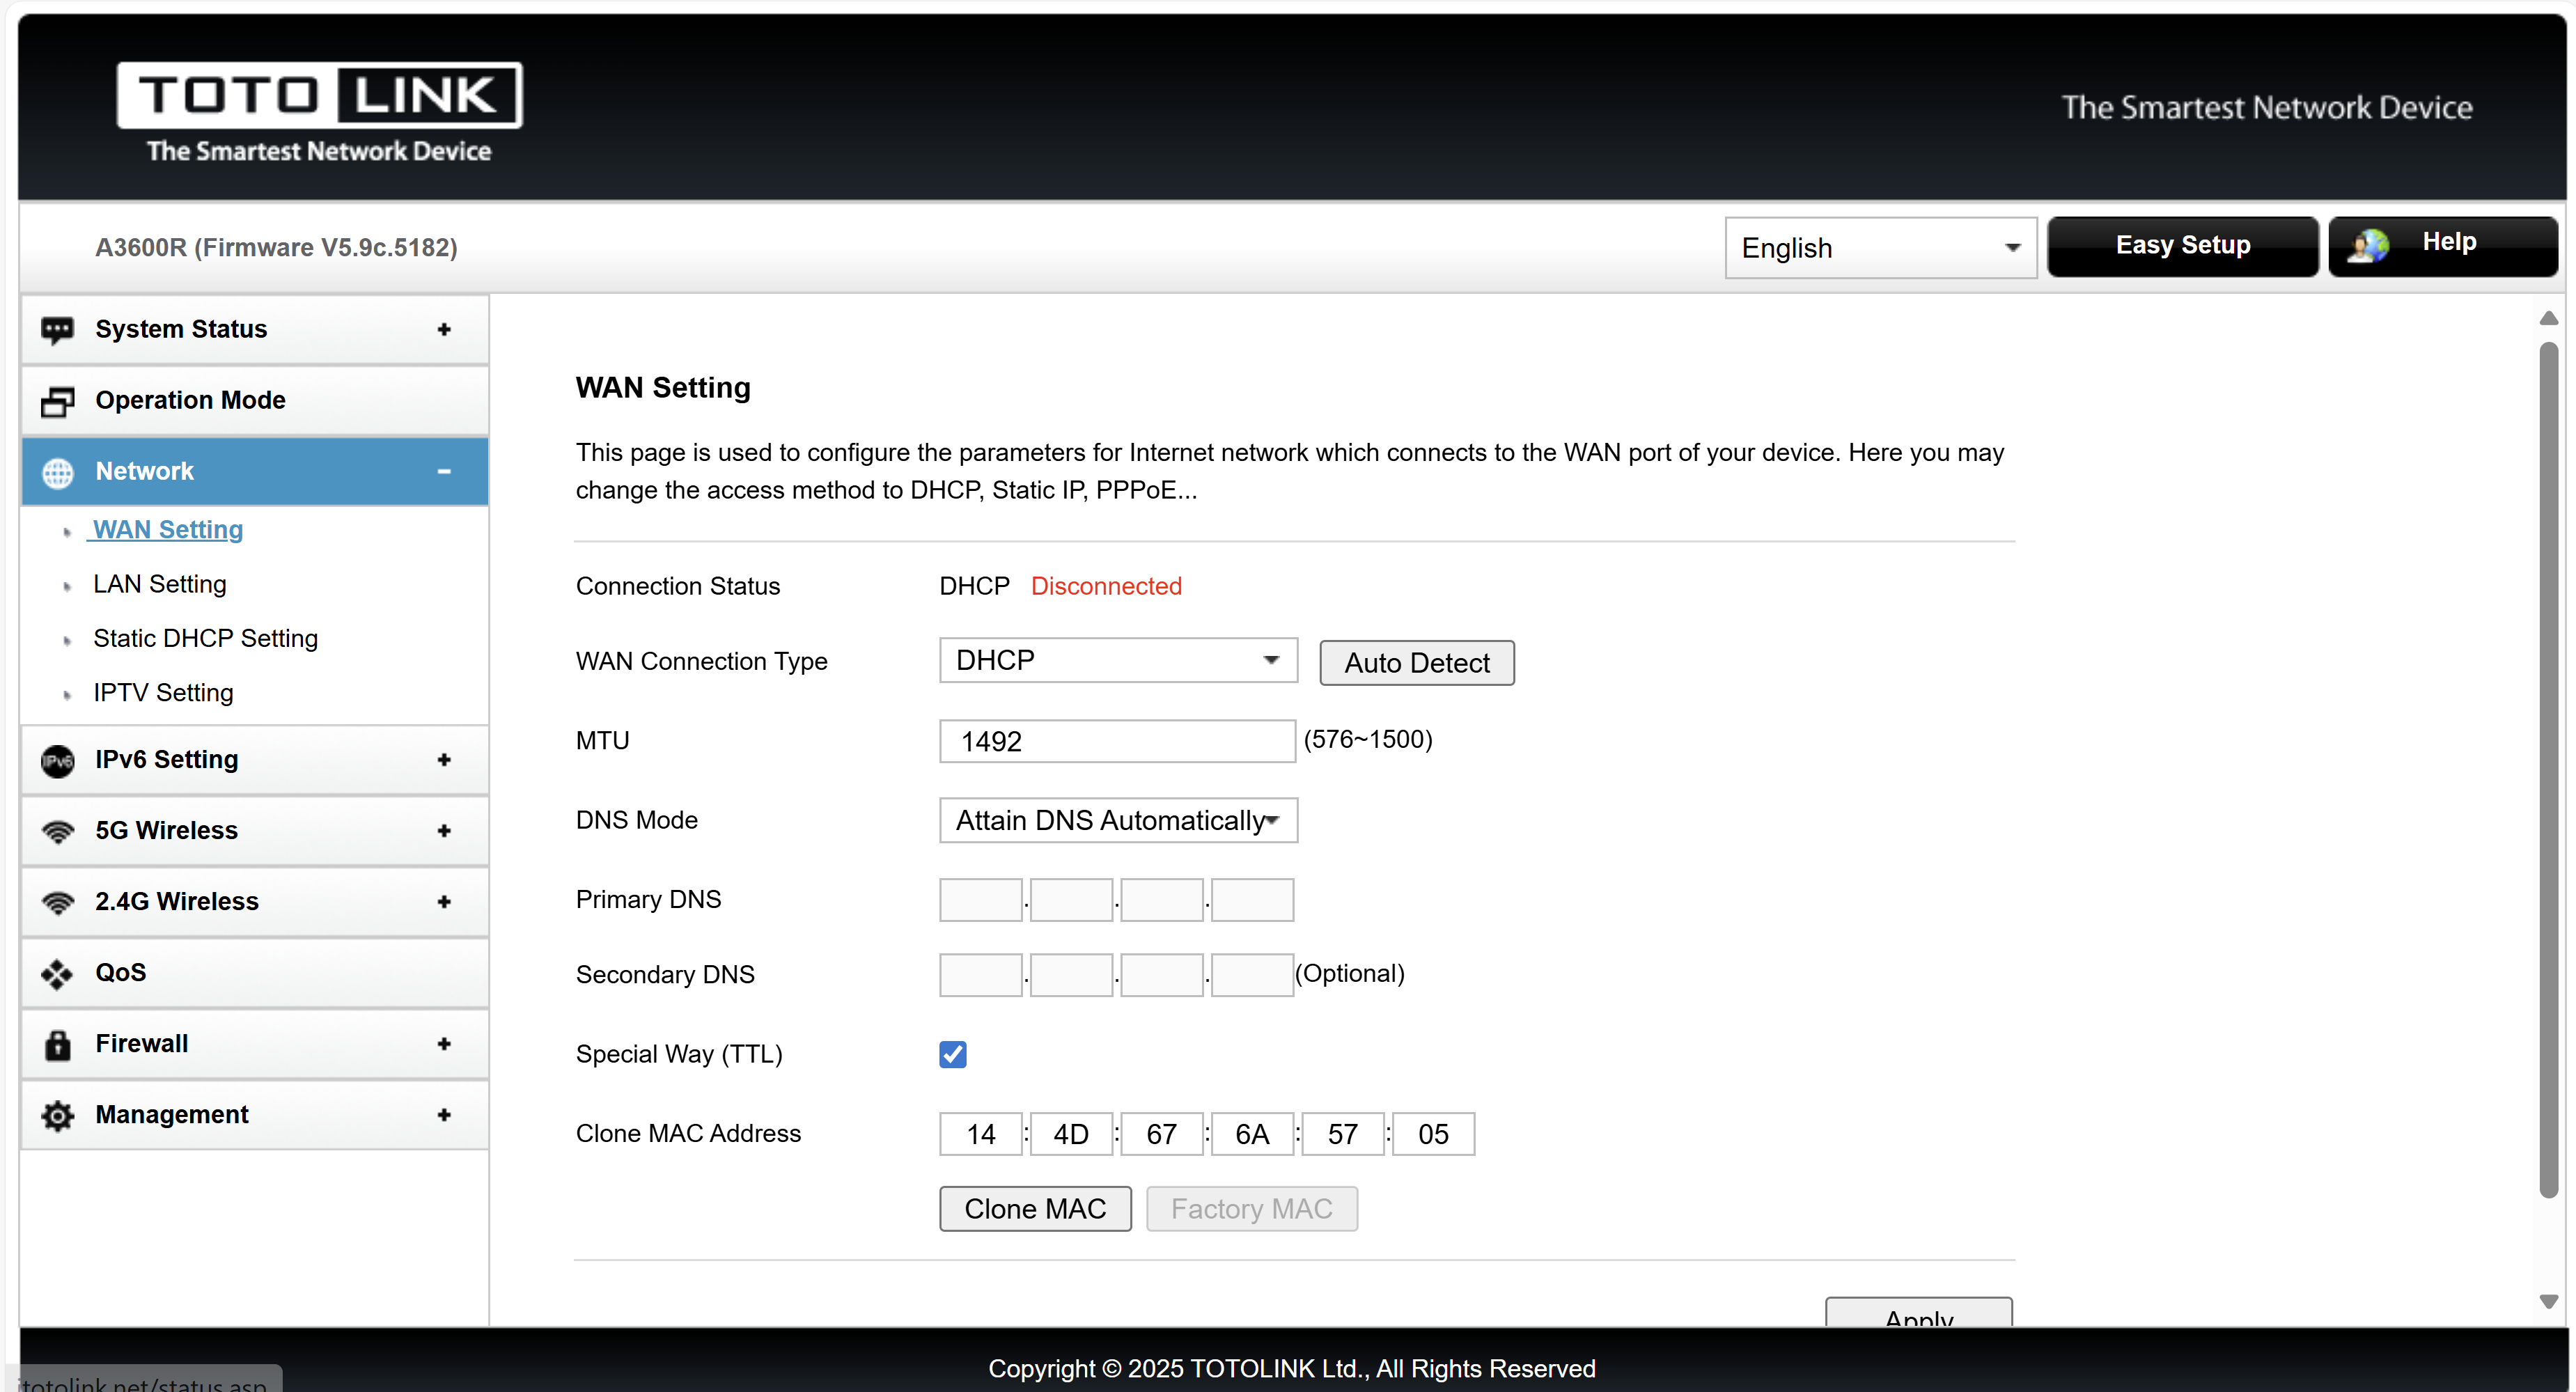 TOTO LINK
The Smartest Network Device
The Smartest Network Device
A3600R (Firmware V5.9c.5182)
English
Easy Setup
Help
System Status +
Operation Mode
Network −
WAN Setting
LAN Setting
Static DHCP Setting
IPTV Setting
IPv6 IPv6 Setting +
5G Wireless +
2.4G Wireless +
QoS
Firewall +
Management +
WAN Setting
This page is used to configure the parameters for Internet network which connects to the WAN port of your device. Here you may
change the access method to DHCP, Static IP, PPPoE...
Connection Status DHCP Disconnected
WAN Connection Type DHCP Auto Detect
MTU 1492 (576~1500)
DNS Mode Attain DNS Automatically
Primary DNS . . .
Secondary DNS . . . (Optional)
Special Way (TTL)
Clone MAC Address 14 : 4D : 67 : 6A : 57 : 05
Clone MAC Factory MAC
Apply
Copyright © 2025 TOTOLINK Ltd., All Rights Reserved
itotolink.net/status.asp